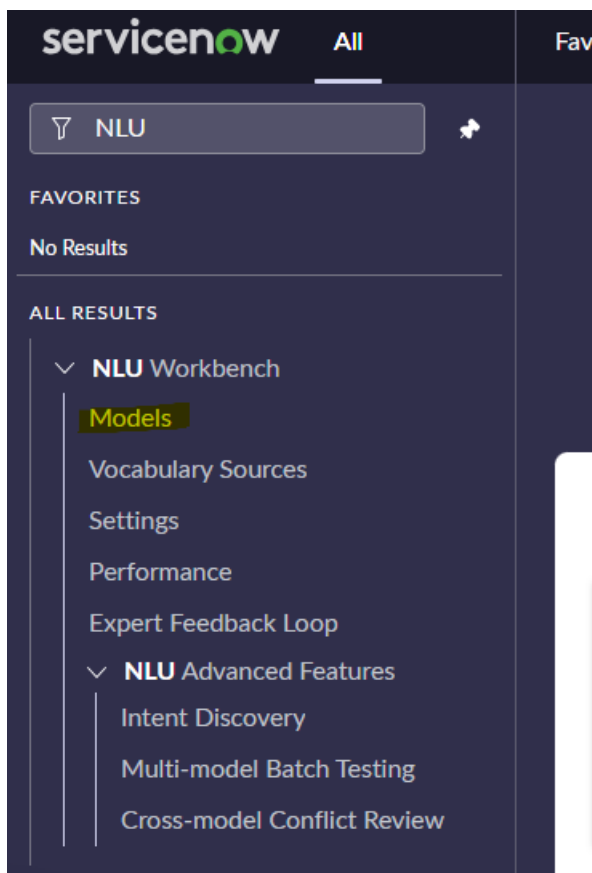 servicenow All Fav
NLU
FAVORITES
No Results
ALL RESULTS
NLU Workbench
Models
Vocabulary Sources
Settings
Performance
Expert Feedback Loop
NLU Advanced Features
Intent Discovery
Multi-model Batch Testing
Cross-model Conflict Review